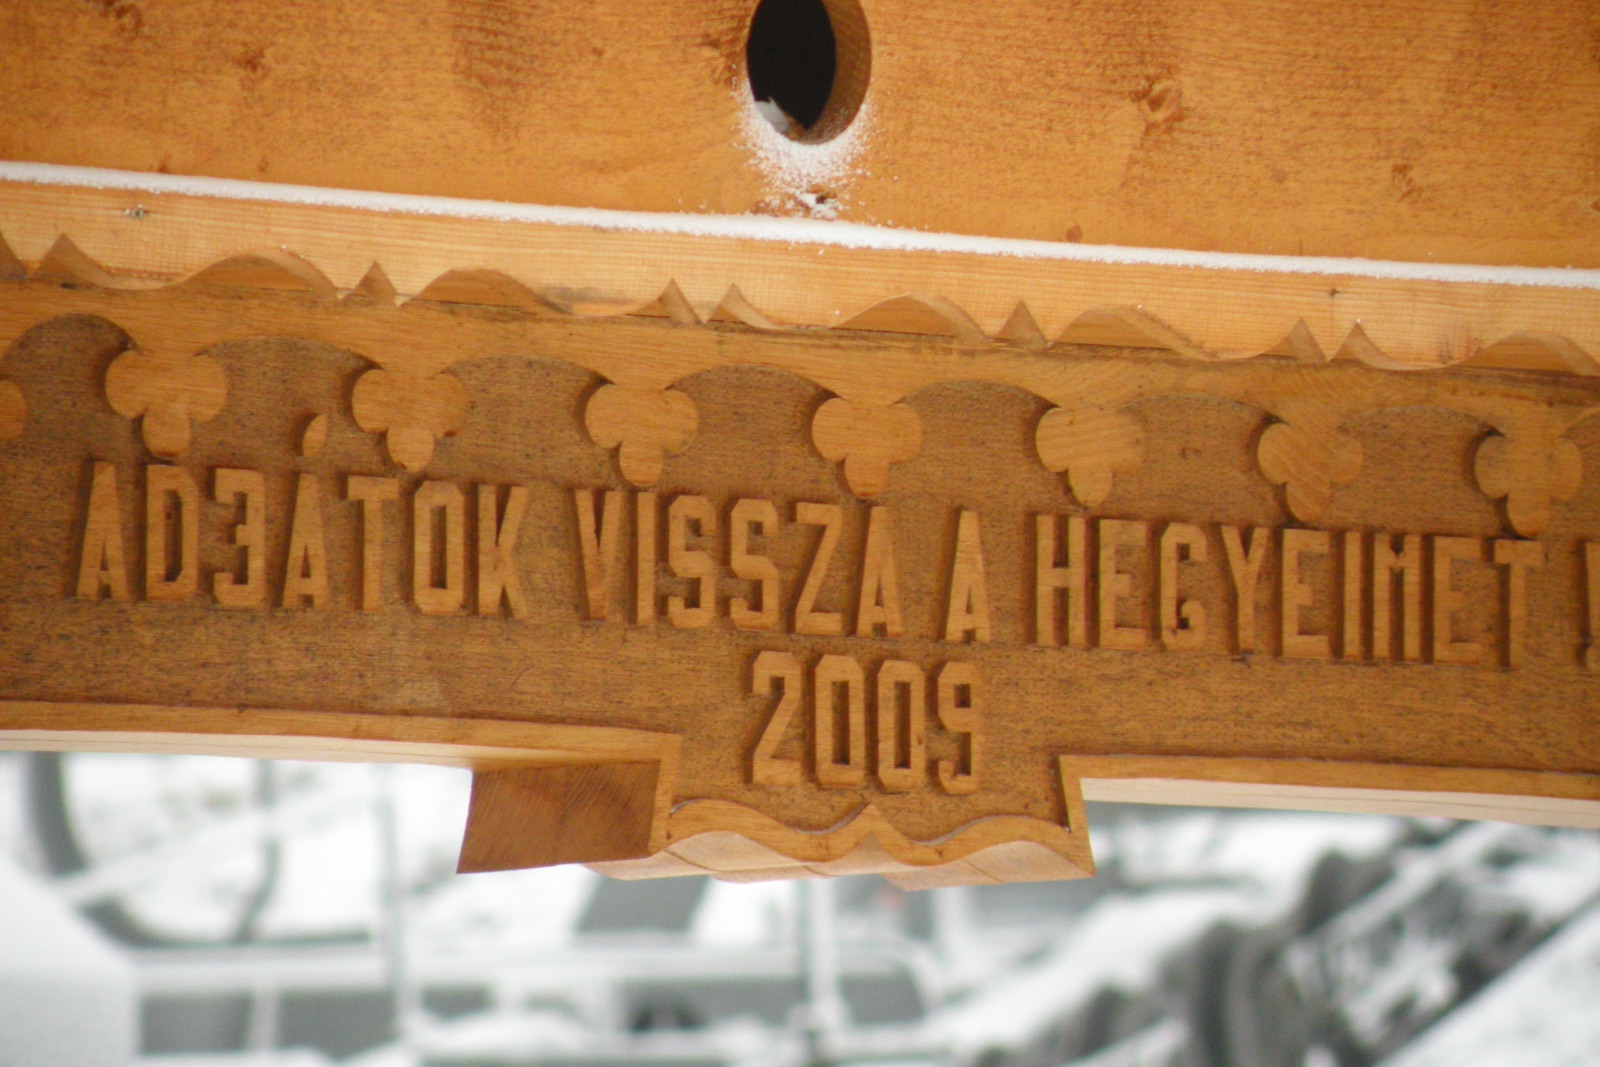 ADJÁTOK VISSZA A HEGYEIMET !
2009